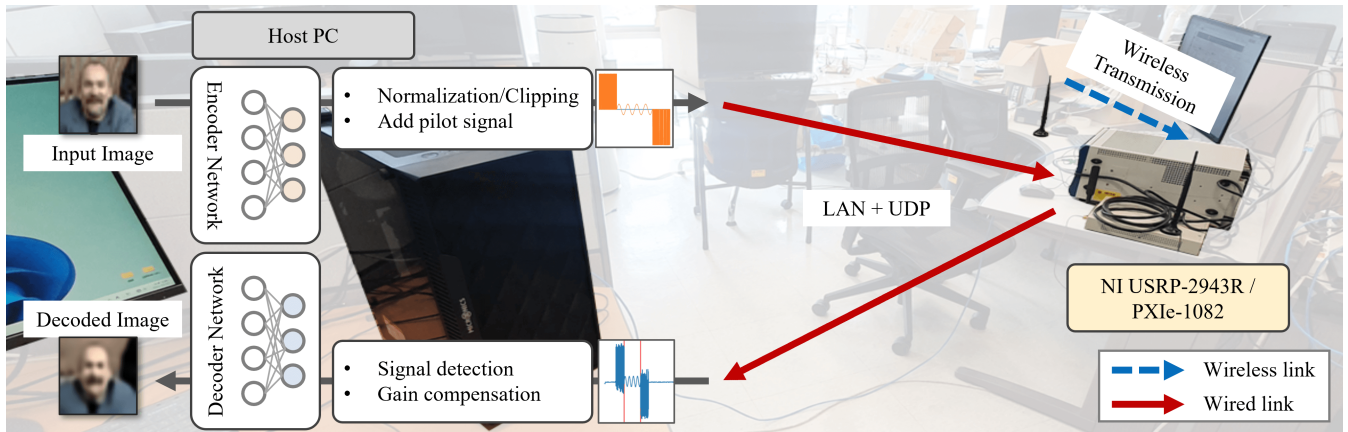 Host PC
Input Image
Encoder Network
• Normalization/Clipping
• Add pilot signal
Wireless
Transmission
LAN + UDP
NI USRP-2943R /
PXIe-1082
Decoded Image
Decoder Network
• Signal detection
• Gain compensation
Wireless link
Wired link